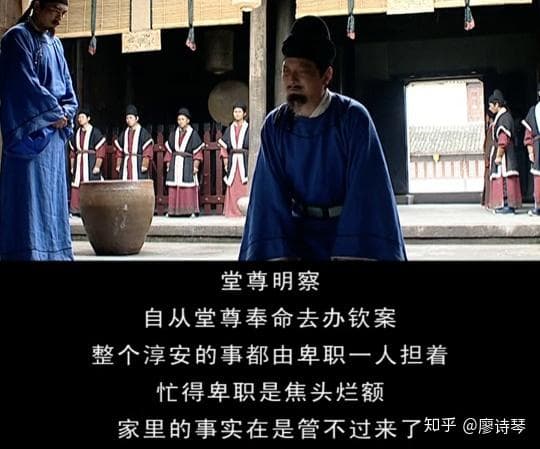 堂尊明察
自从堂尊奉命去办钦案
整个淳安的事都由卑职一人担着
忙得卑职是焦头烂额
家里的事实在是管不过来了
知乎 @廖诗琴